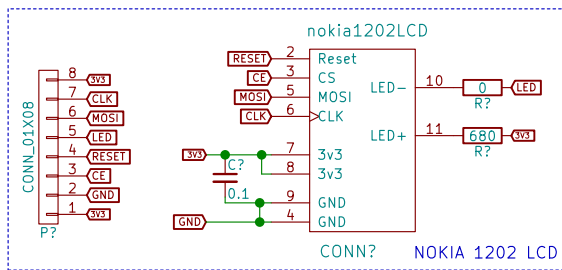 nokia1202LCD
RESET 2 Reset
CE 3 CS
MOSI 5 MOSI
CLK 6 CLK
LED- 10 0 LED
R?
LED+ 11 680 3V3
R?
3V3 7 3v3
8 3v3
C?
0.1
9 GND
GND 4 GND
CONN?
CONN_01X08
8 3V3
7 CLK
6 MOSI
5 LED
4 RESET
3 CE
2 GND
1 3V3
P?
NOKIA 1202 LCD